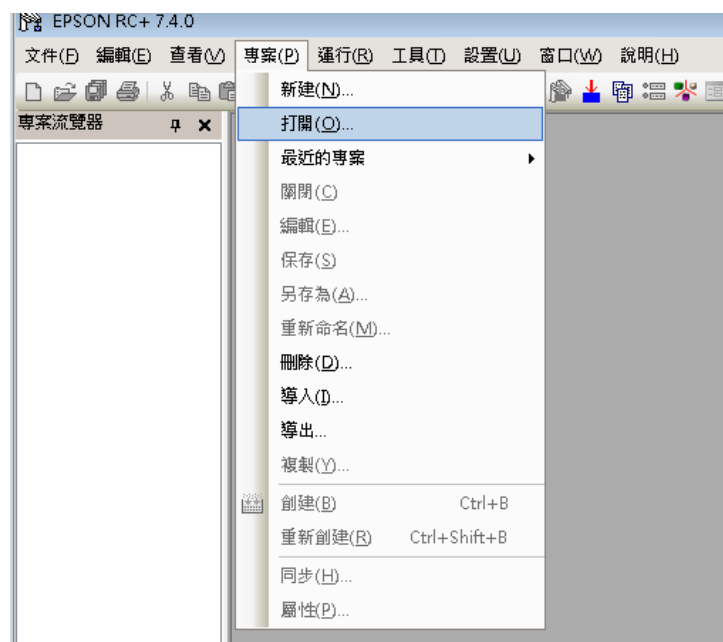 EPSON RC+ 7.4.0
文件(F) 編輯(E) 查看(V) 專案(P) 運行(R) 工具(T) 設置(U) 窗口(W) 說明(H)
專案流覽器
新建(N)...
打開(O)...
最近的專案
關閉(C)
編輯(E)...
保存(S)
另存為(A)...
重新命名(M)...
刪除(D)...
導入(I)...
導出...
複製(Y)...
創建(B) Ctrl+B
重新創建(R) Ctrl+Shift+B
同步(H)...
屬性(P)...